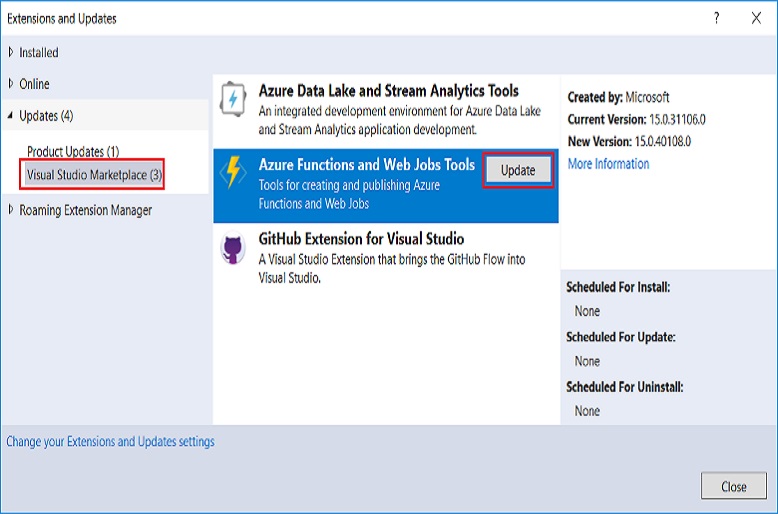 Extensions and Updates
?
Installed
Online
Updates (4)
Product Updates (1)
Visual Studio Marketplace (3)
Roaming Extension Manager
Azure Data Lake and Stream Analytics Tools
An integrated development environment for Azure Data Lake
and Stream Analytics application development.
Azure Functions and Web Jobs Tools
Update
Tools for creating and publishing Azure
Functions and Web Jobs
GitHub Extension for Visual Studio
A Visual Studio Extension that brings the GitHub Flow into
Visual Studio.
Created by: Microsoft
Current Version: 15.0.31106.0
New Version: 15.0.40108.0
More Information
Scheduled For Install:
None
Scheduled For Update:
None
Scheduled For Uninstall:
None
Change your Extensions and Updates settings
Close